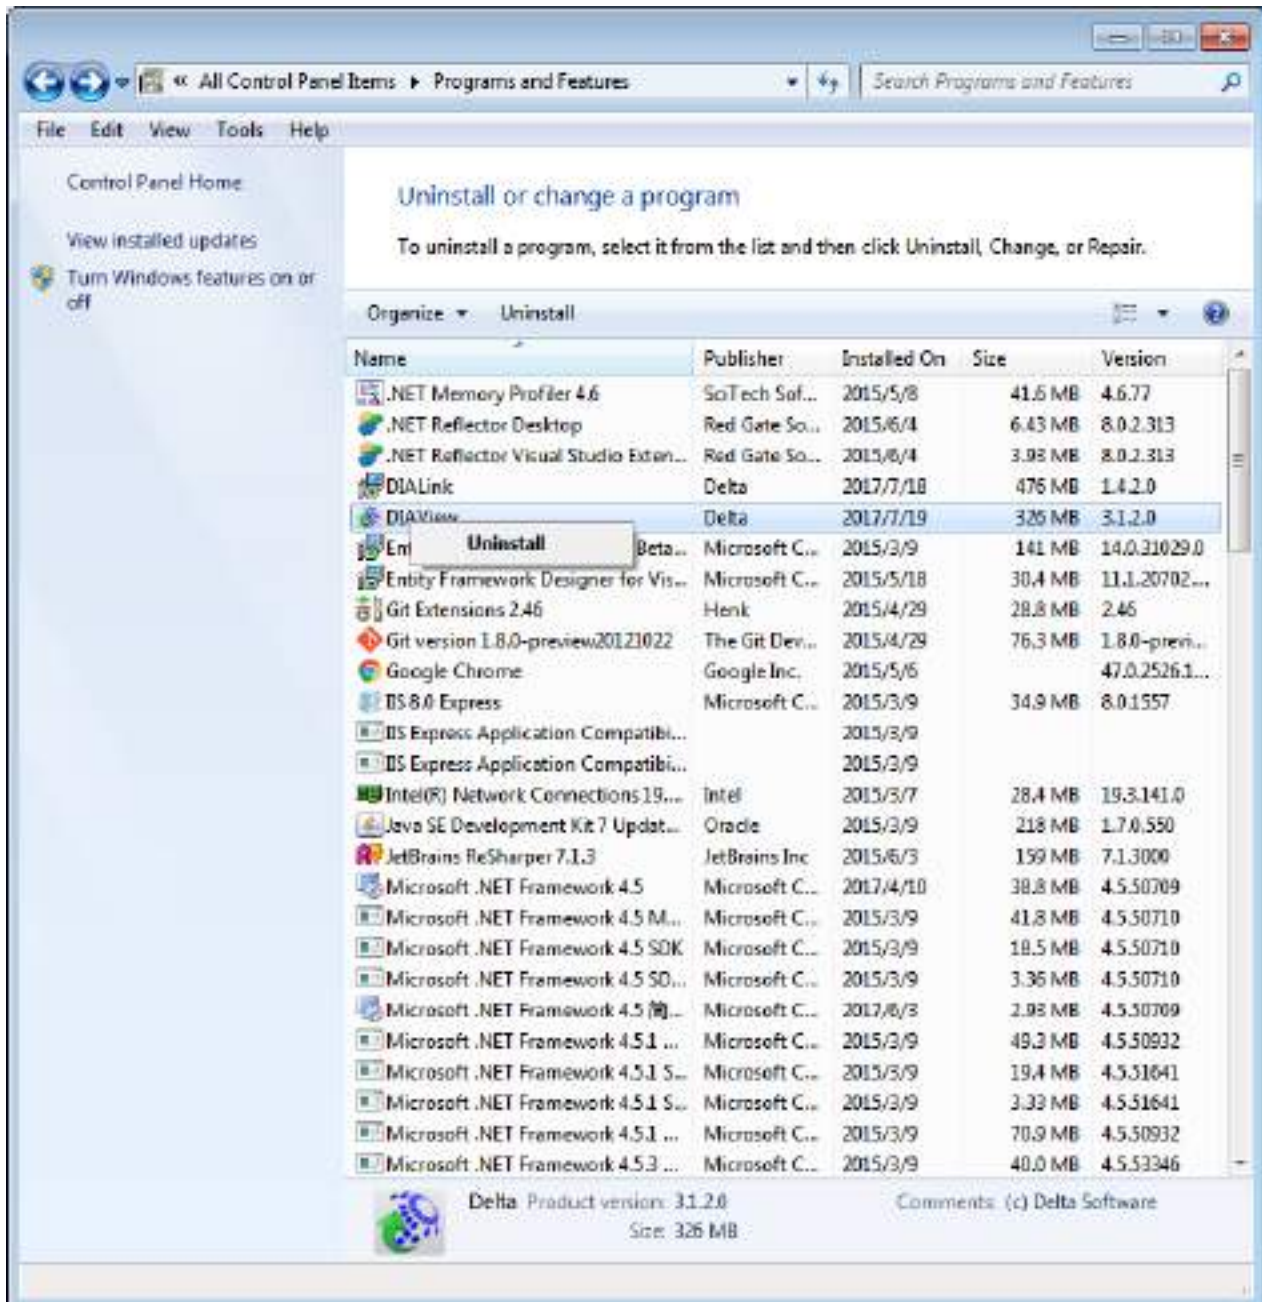 « All Control Panel Items ▸ Programs and Features Search Programs and Features
File Edit View Tools Help
Control Panel Home
View installed updates
Turn Windows features on or
off
Uninstall or change a program
To uninstall a program, select it from the list and then click Uninstall, Change, or Repair.
Organize Uninstall
Name Publisher Installed On Size Version
.NET Memory Profiler 4.6 SciTech Sof... 2015/5/8 41.6 MB 4.6.77
.NET Reflector Desktop Red Gate So... 2015/6/4 6.43 MB 8.0.2.313
.NET Reflector Visual Studio Exten... Red Gate So... 2015/6/4 3.93 MB 8.0.2.313
DIALink Delta 2017/7/18 476 MB 1.4.2.0
DIAView Delta 2017/7/19 326 MB 3.1.2.0
Uninstall
Beta... Microsoft C... 2015/3/9 141 MB 14.0.31029.0
Entity Framework Designer for Vis... Microsoft C... 2015/5/18 30.4 MB 11.1.20702....
Git Extensions 2.46 Henk 2015/4/29 28.8 MB 2.46
Git version 1.8.0-preview20121022 The Git Dev... 2015/4/29 76.3 MB 1.8.0-previ...
Google Chrome Google Inc. 2015/5/6 47.0.2526.1...
IIS 8.0 Express Microsoft C... 2015/3/9 34.9 MB 8.0.1557
IIS Express Application Compatibi... 2015/3/9
IIS Express Application Compatibi... 2015/3/9
Intel(R) Network Connections 19.... Intel 2015/3/7 28.4 MB 19.3.141.0
Java SE Development Kit 7 Updat... Oracle 2015/3/9 218 MB 1.7.0.550
JetBrains ReSharper 7.1.3 JetBrains Inc 2015/6/3 159 MB 7.1.3000
Microsoft .NET Framework 4.5 Microsoft C... 2017/4/10 38.8 MB 4.5.50709
Microsoft .NET Framework 4.5 M... Microsoft C... 2015/3/9 41.8 MB 4.5.50710
Microsoft .NET Framework 4.5 SDK Microsoft C... 2015/3/9 18.5 MB 4.5.50710
Microsoft .NET Framework 4.5 SD... Microsoft C... 2015/3/9 3.36 MB 4.5.50710
Microsoft .NET Framework 4.5 简... Microsoft C... 2017/6/3 2.93 MB 4.5.50709
Microsoft .NET Framework 4.5.1 ... Microsoft C... 2015/3/9 49.3 MB 4.5.50932
Microsoft .NET Framework 4.5.1 S... Microsoft C... 2015/3/9 19.4 MB 4.5.51641
Microsoft .NET Framework 4.5.1 S... Microsoft C... 2015/3/9 3.33 MB 4.5.51641
Microsoft .NET Framework 4.5.1 ... Microsoft C... 2015/3/9 70.9 MB 4.5.50932
Microsoft .NET Framework 4.5.3 ... Microsoft C... 2015/3/9 40.0 MB 4.5.53346
Delta Product version: 3.1.2.0 Comments: (c) Delta Software
Size: 326 MB